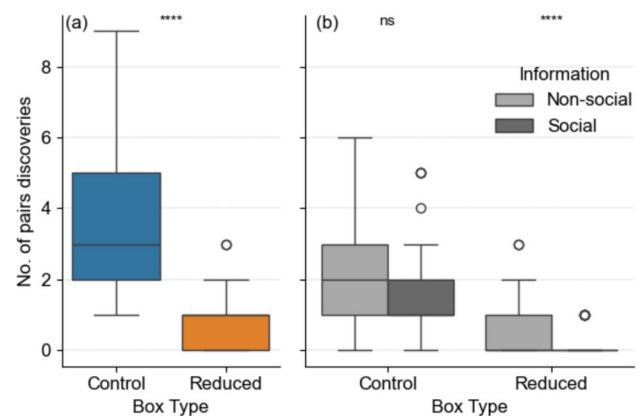 (a)
****
(b)
ns
****
Information
Non-social
Social
No. of pairs discoveries
8
6
4
2
0
Control
Reduced
Control
Reduced
Box Type
Box Type